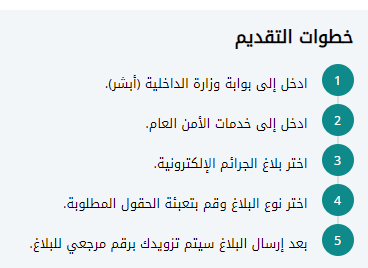 خطوات التقديم
1 ادخل إلى بوابة وزارة الداخلية (أبشر).
2 ادخل إلى خدمات الأمن العام.
3 اختر بلاغ الجرائم الإلكترونية.
4 اختر نوع البلاغ وقم بتعبئة الحقول المطلوبة.
5 بعد إرسال البلاغ سيتم تزويدك برقم مرجعي للبلاغ.